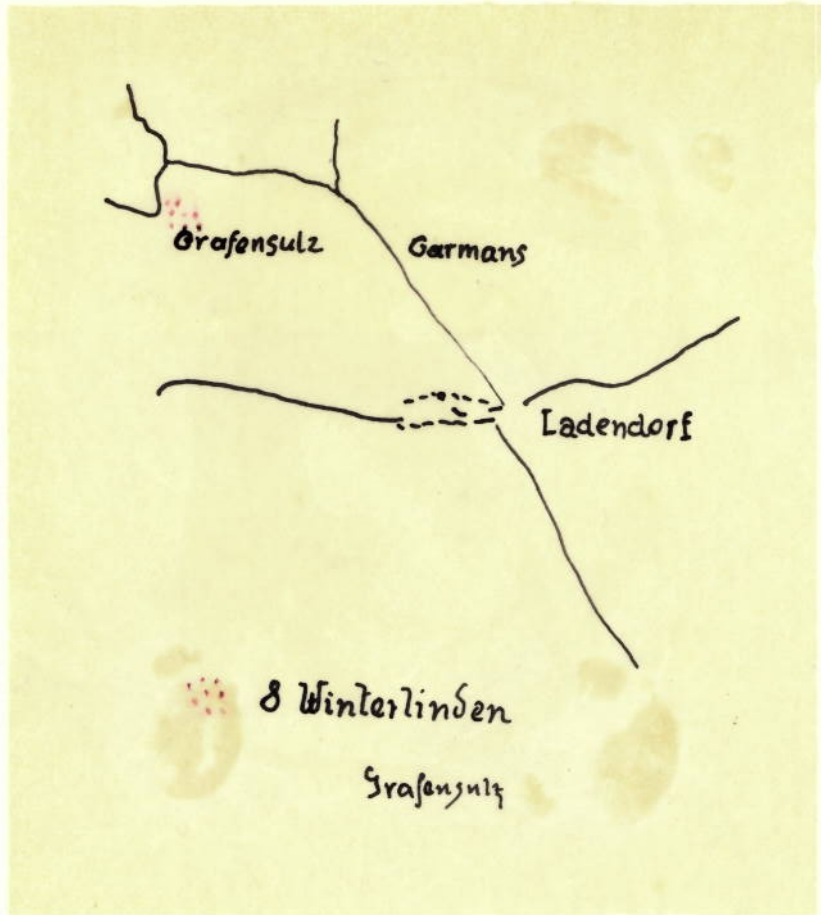 Grafensulz
Garmans
Ladendorf
8 Winterlinden
Grafensulz